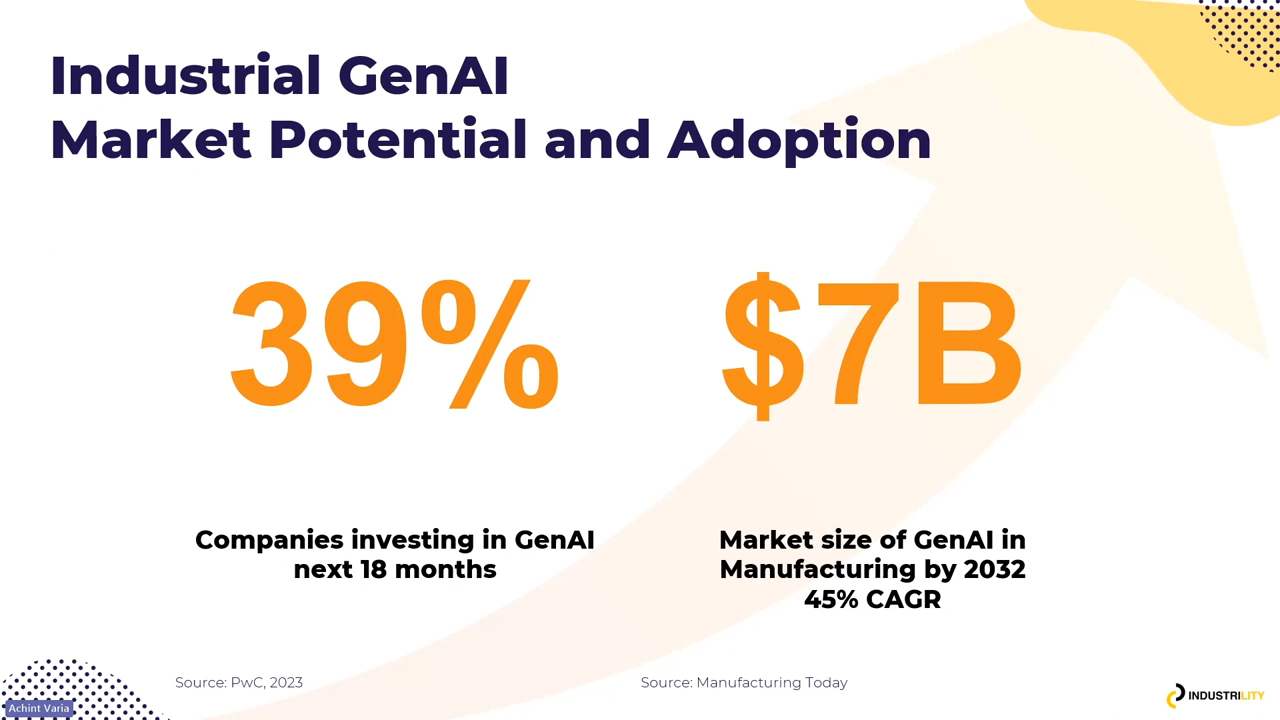 Industrial GenAI
Market Potential and Adoption
39%
Companies investing in GenAI
next 18 months
$7B
Market size of GenAI in
Manufacturing by 2032
45% CAGR
Source: PwC, 2023
Source: Manufacturing Today
Achint Varia
INDUSTRILITY